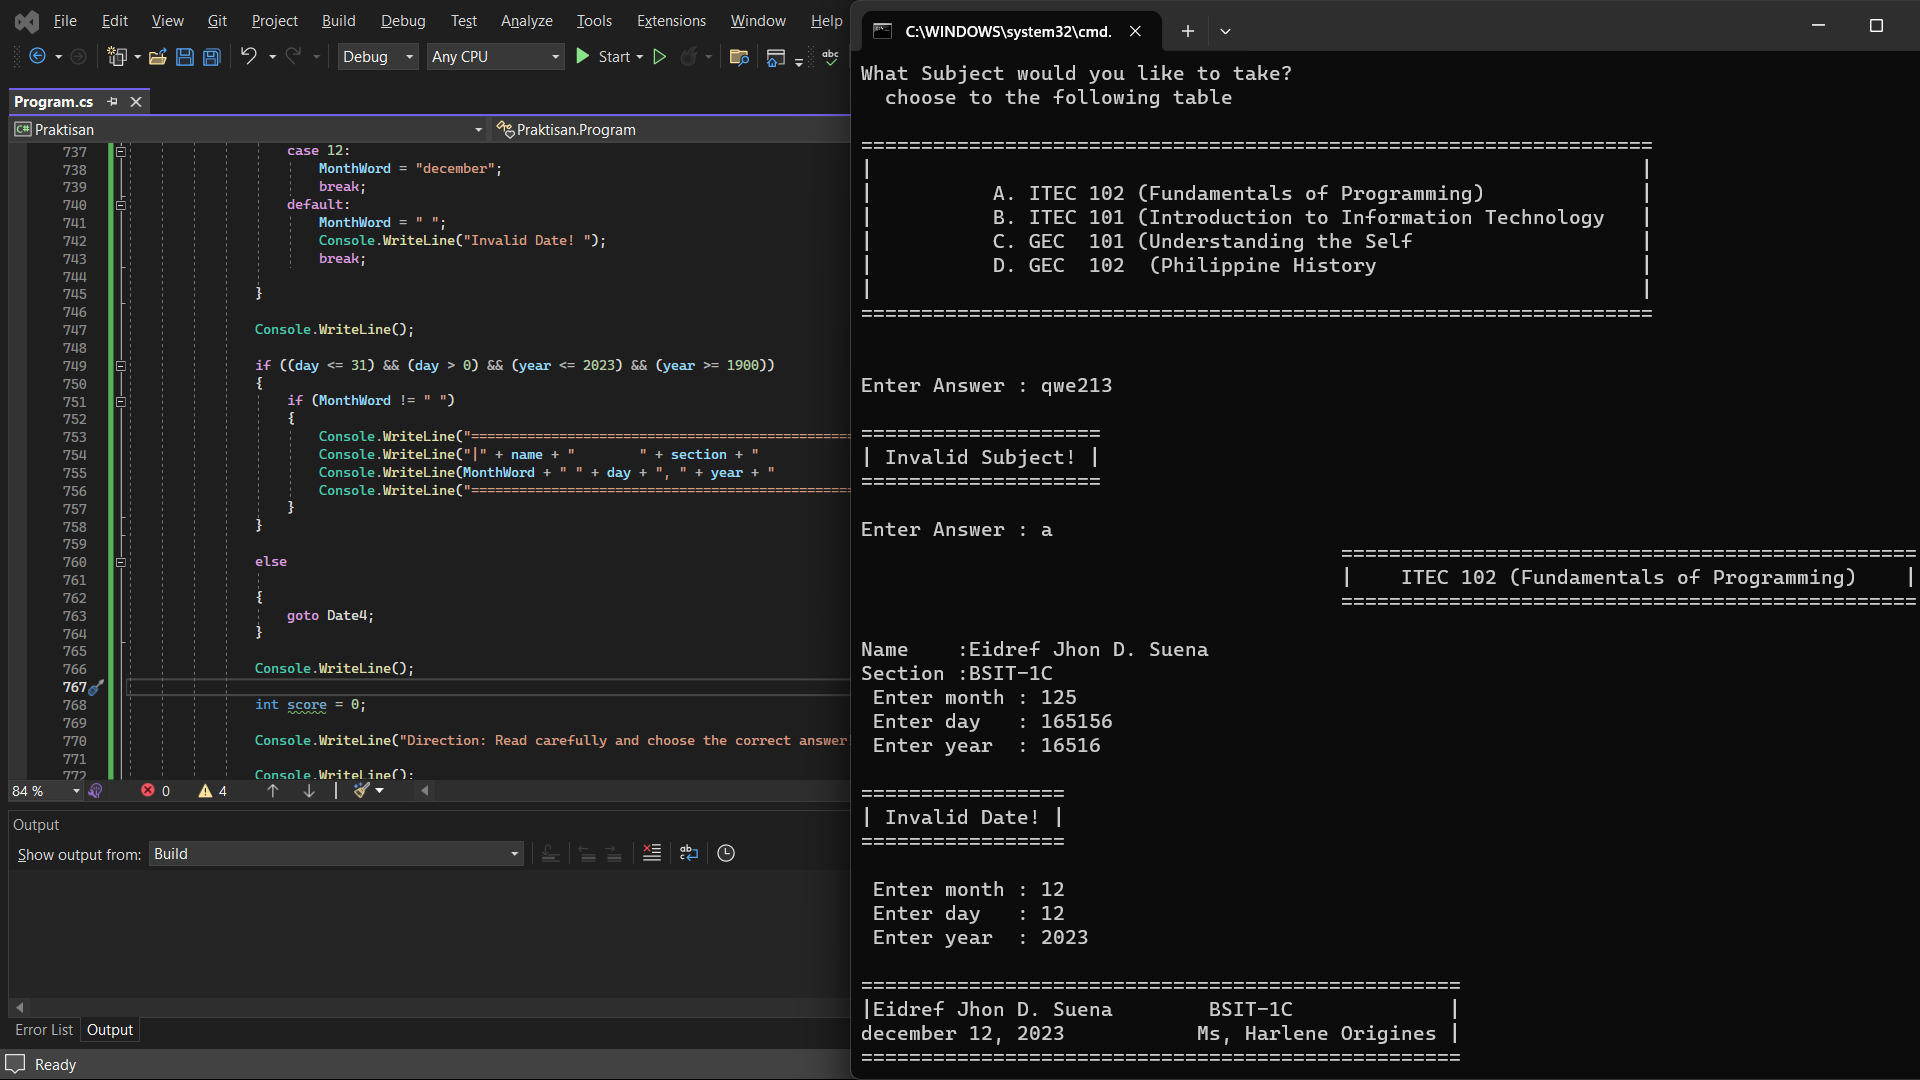 File Edit View Git Project Build Debug Test Analyze Tools Extensions Window Help
Debug Any CPU Start
Program.cs
C# Praktisan Praktisan.Program
737 case 12:
738 MonthWord = "december";
739 break;
740 default:
741 MonthWord = " ";
742 Console.WriteLine("Invalid Date! ");
743 break;
744
745 }
746
747 Console.WriteLine();
748
749 if ((day <= 31) && (day > 0) && (year <= 2023) && (year >= 1900))
750 {
751 if (MonthWord != " ")
752 {
753 Console.WriteLine("================================================
754 Console.WriteLine("|" + name + "        " + section + "
755 Console.WriteLine(MonthWord + " " + day + ", " + year + "
756 Console.WriteLine("================================================
757 }
758 }
759
760 else
761
762 {
763 goto Date4;
764 }
765
766 Console.WriteLine();
767
768 int score = 0;
769
770 Console.WriteLine("Direction: Read carefully and choose the correct answer
771
772 Console.WriteLine();
84 % 0 4
Output
Show output from: Build
Error List Output
Ready
C:\WINDOWS\system32\cmd.
What Subject would you like to take?
choose to the following table
==================================================================
| |
| A. ITEC 102 (Fundamentals of Programming) |
| B. ITEC 101 (Introduction to Information Technology |
| C. GEC  101 (Understanding the Self |
| D. GEC  102  (Philippine History |
| |
==================================================================
Enter Answer : qwe213
====================
| Invalid Subject! |
====================
Enter Answer : a
================================================
| ITEC 102 (Fundamentals of Programming) |
================================================
Name    :Eidref Jhon D. Suena
Section :BSIT-1C
Enter month : 125
Enter day   : 165156
Enter year  : 16516
=================
| Invalid Date! |
=================
Enter month : 12
Enter day   : 12
Enter year  : 2023
==================================================
|Eidref Jhon D. Suena        BSIT-1C             |
december 12, 2023           Ms, Harlene Origines |
==================================================